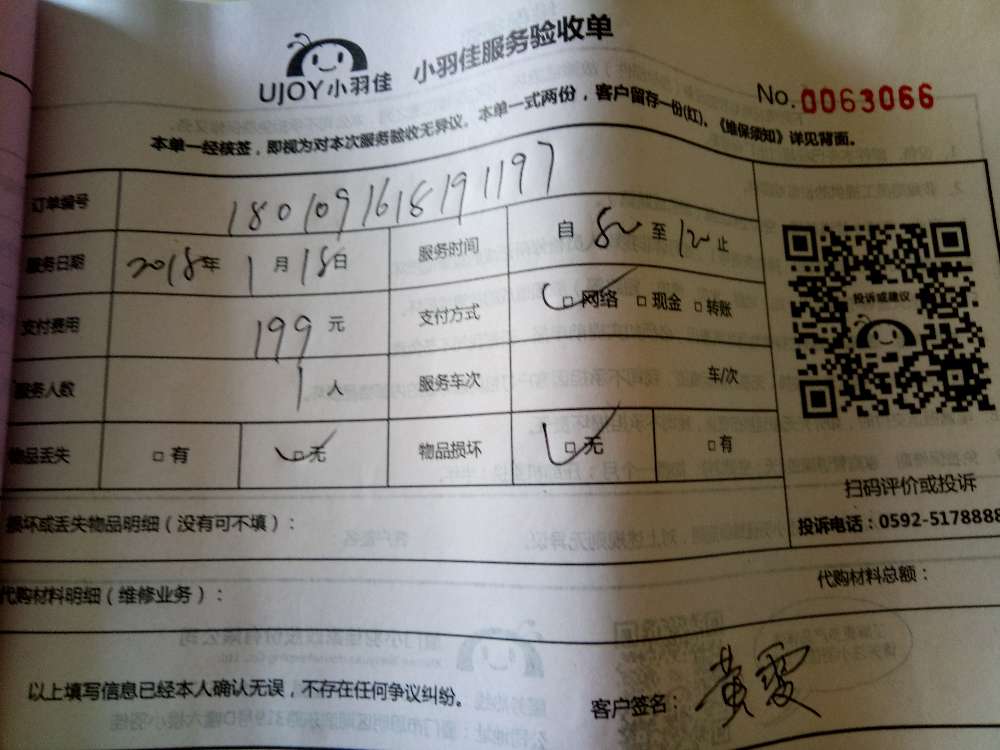 UJOY小羽佳 小羽佳服务验收单
No.0063066
本单一经核签，即视为对本次服务验收无异议。本单一式两份，客户留存一份(红)。《维保须知》详见背面。
订单编号 180109161819119​7
服务日期 2018年 1月 18日 服务时间 自 8:00 至 12 止
支付费用 199 元 支付方式 □网络 □现金 □转账
服务人数 1 人 服务车次 车/次
物品丢失 □有 □无 物品损坏 □无 □有
投诉或建议
扫码评价或投诉
投诉电话：0592-5178888
损坏或丢失物品明细（没有可不填）：
代购材料明细（维修业务）： 代购材料总额：
以上填写信息已经本人确认无误，不存在任何争议纠纷。 客户签名：黄雯